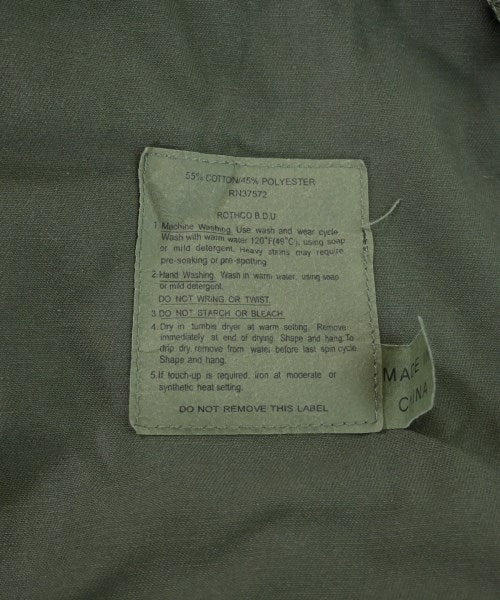 55% COTTON/45% POLYESTER
RN37572
ROTHCO B.D.U
1. Machine Washing. Use wash and wear cycle
Wash with warm water 120°F(49°C), using soap
or mild detergent. Heavy stains may require
pre-soaking or pre-spotting
2. Hand Washing. Wash in warm water, using soap
or mild detergent.
DO NOT WRING OR TWIST.
3. DO NOT STARCH OR BLEACH.
4. Dry in tumble dryer at warm setting. Remove
immediately at end of drying. Shape and hang.To
drip dry remove from water before last spin cycle.
Shape and hang.
5. If touch-up is required, iron at moderate or
synthetic heat setting.
DO NOT REMOVE THIS LABEL
MADE